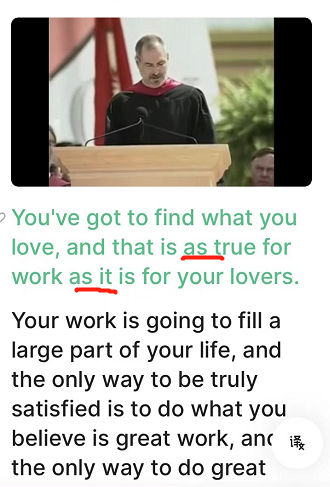 You've got to find what you
love, and that is as true for
work as it is for your lovers.
Your work is going to fill a
large part of your life, and
the only way to be truly
satisfied is to do what you
believe is great work, and
the only way to do great
译